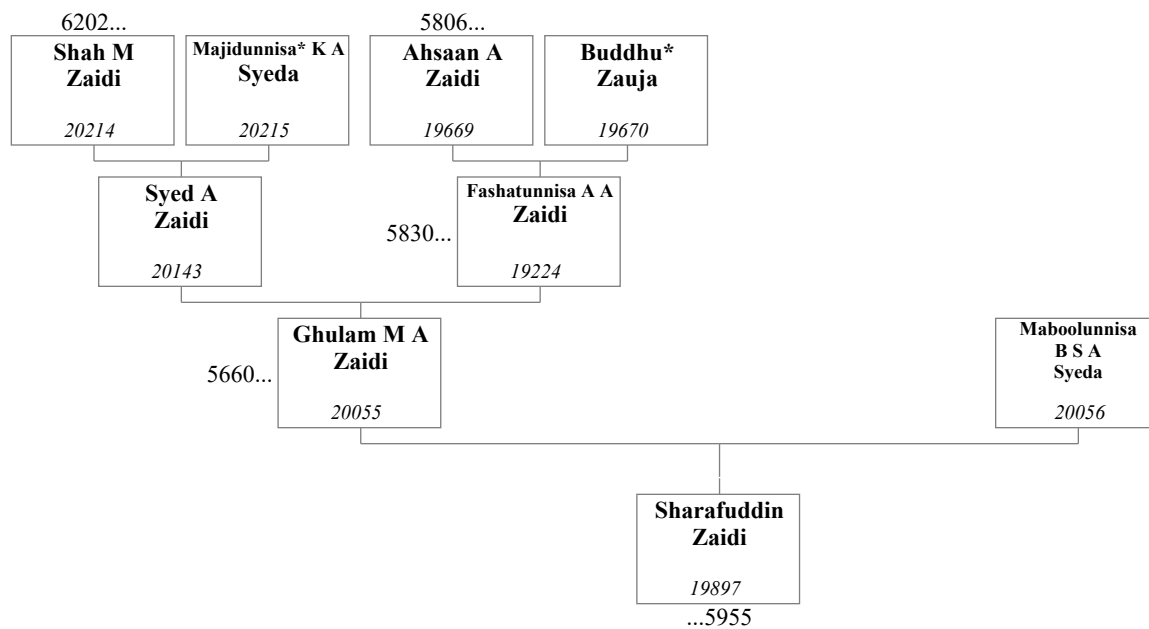 6202...
5806...
Shah M
Zaidi
20214
Majidunnisa* K A
Syeda
20215
Ahsaan A
Zaidi
19669
Buddhu*
Zauja
19670
Syed A
Zaidi
20143
5830...
Fashatunnisa A A
Zaidi
19224
5660...
Ghulam M A
Zaidi
20055
Maboolunnisa
B S A
Syeda
20056
Sharafuddin
Zaidi
19897
...5955